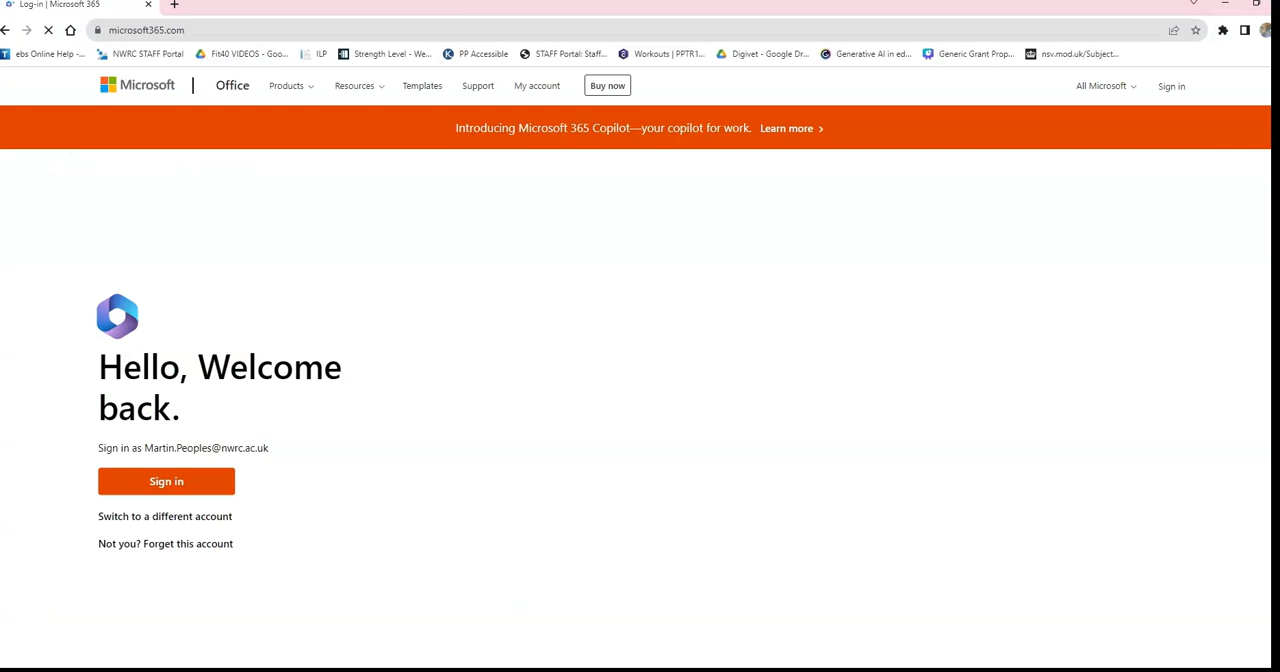 Log-in | Microsoft 365
microsoft365.com
ebs Online Help -... NWRC STAFF Portal Fit40 VIDEOS - Goo... ILP Strength Level - We... PP Accessible STAFF Portal: Staff... Workouts | PPTR1... Digivet - Google Dr... Generative AI in ed... Generic Grant Prop... nsv.mod.uk/Subject...
Microsoft Office Products Resources Templates Support My account Buy now All Microsoft Sign in
Introducing Microsoft 365 Copilot—your copilot for work. Learn more
Hello, Welcome
back.
Sign in as Martin.Peoples@nwrc.ac.uk
Sign in
Switch to a different account
Not you? Forget this account